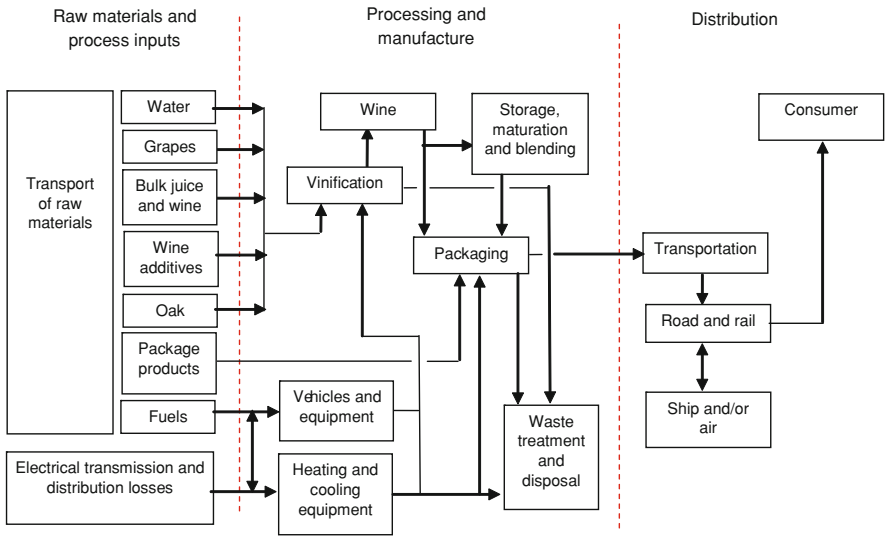 Raw materials and
process inputs
Processing and
manufacture
Distribution
Transport
of raw
materials
Water
Grapes
Bulk juice
and wine
Wine
additives
Oak
Package
products
Fuels
Electrical transmission and
distribution losses
Wine
Vinification
Storage,
maturation
and blending
Packaging
Vehicles and
equipment
Heating and
cooling
equipment
Waste
treatment
and
disposal
Consumer
Transportation
Road and rail
Ship and/or
air